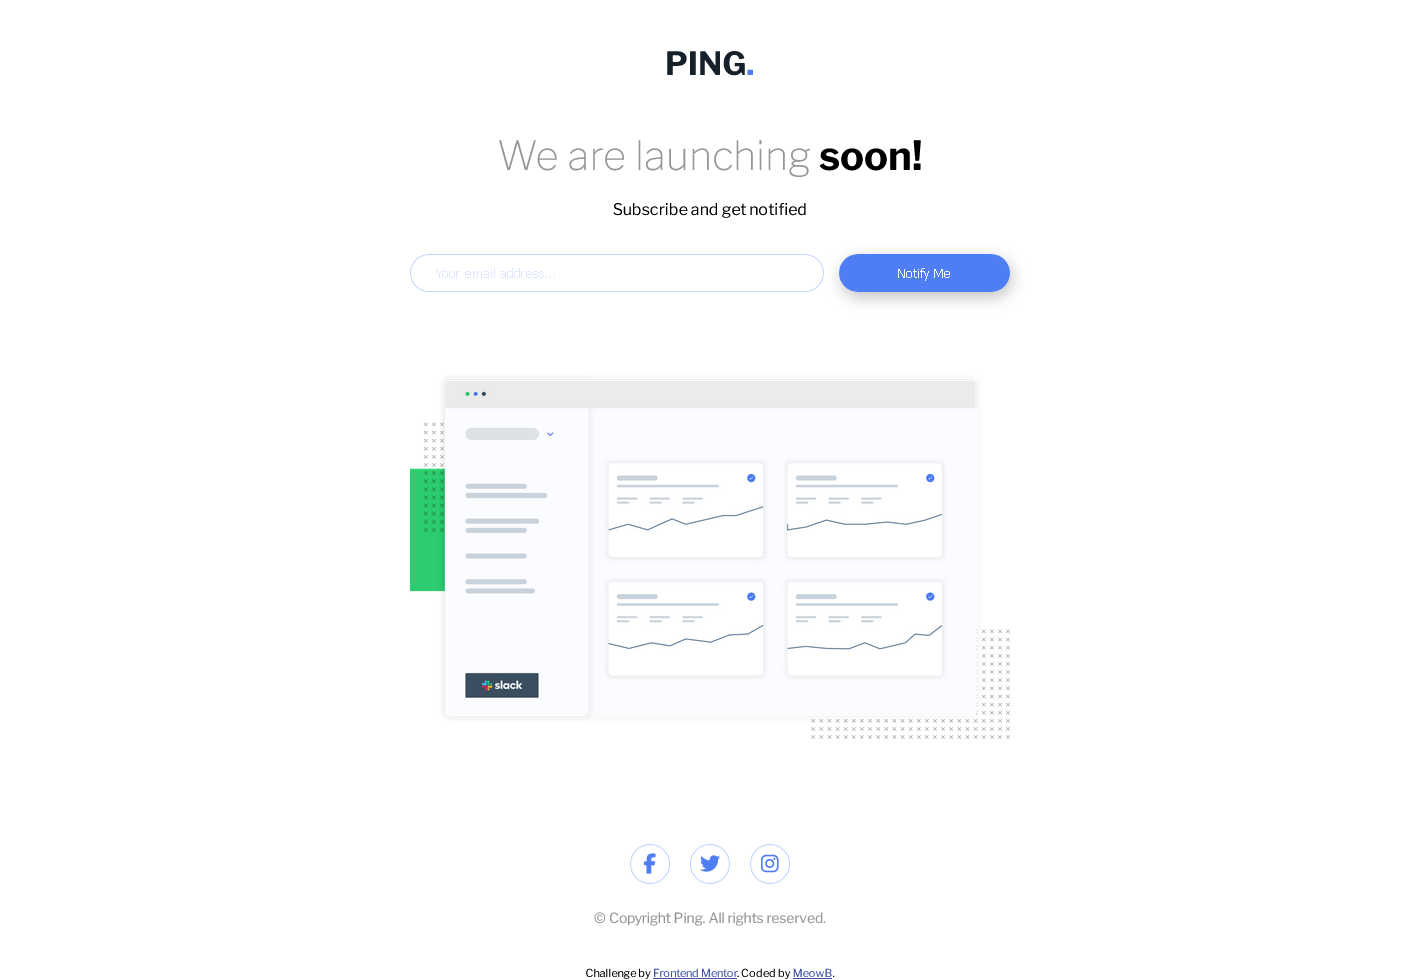 PING.
We are launching soon!
Subscribe and get notified
Your email address...
Notify Me
slack
© Copyright Ping. All rights reserved.
Challenge by Frontend Mentor. Coded by MeowB.